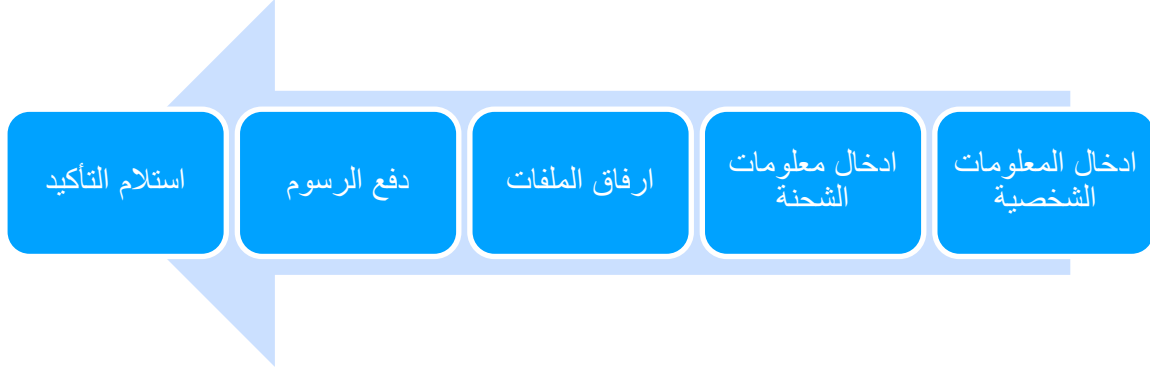 ادخال المعلومات
الشخصية
ادخال معلومات
الشحنة
ارفاق الملفات
دفع الرسوم
استلام التأكيد